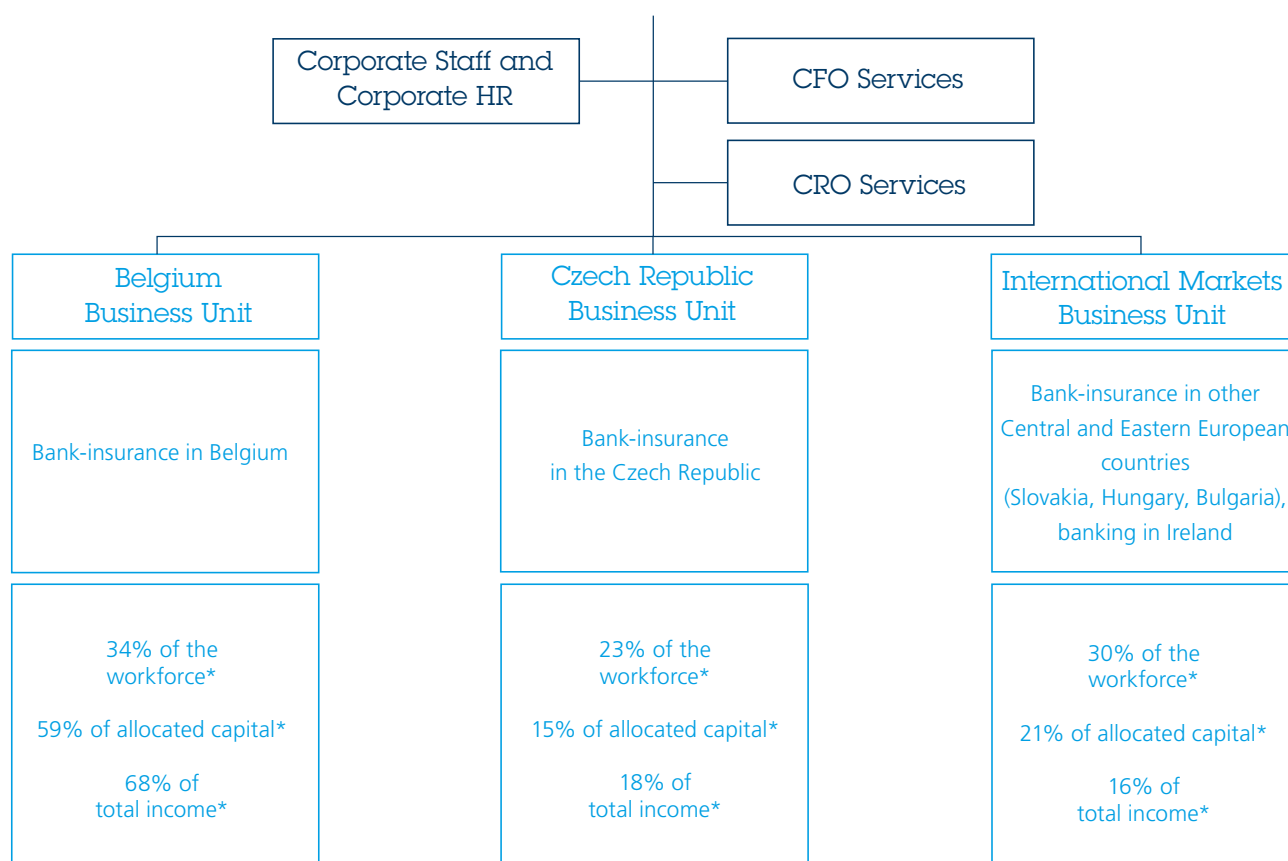 Corporate Staff and
Corporate HR
CFO Services
CRO Services
Belgium
Business Unit
Czech Republic
Business Unit
International Markets
Business Unit
Bank-insurance in Belgium
Bank-insurance
in the Czech Republic
Bank-insurance in other
Central and Eastern European
countries
(Slovakia, Hungary, Bulgaria),
banking in Ireland
34% of the
workforce*
59% of allocated capital*
68% of
total income*
23% of the
workforce*
15% of allocated capital*
18% of
total income*
30% of the
workforce*
21% of allocated capital*
16% of
total income*